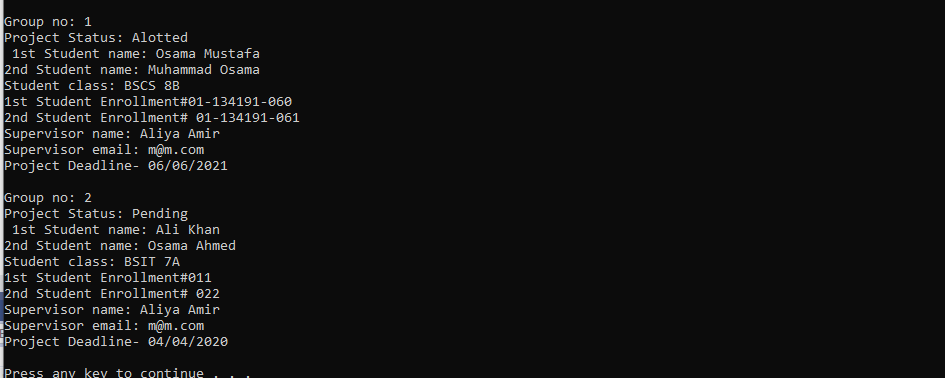 Group no: 1
Project Status: Alotted
1st Student name: Osama Mustafa
2nd Student name: Muhammad Osama
Student class: BSCS 8B
1st Student Enrollment#01-134191-060
2nd Student Enrollment# 01-134191-061
Supervisor name: Aliya Amir
Supervisor email: m@m.com
Project Deadline- 06/06/2021
Group no: 2
Project Status: Pending
1st Student name: Ali Khan
2nd Student name: Osama Ahmed
Student class: BSIT 7A
1st Student Enrollment#011
2nd Student Enrollment# 022
Supervisor name: Aliya Amir
Supervisor email: m@m.com
Project Deadline- 04/04/2020
Press any key to continue . . .